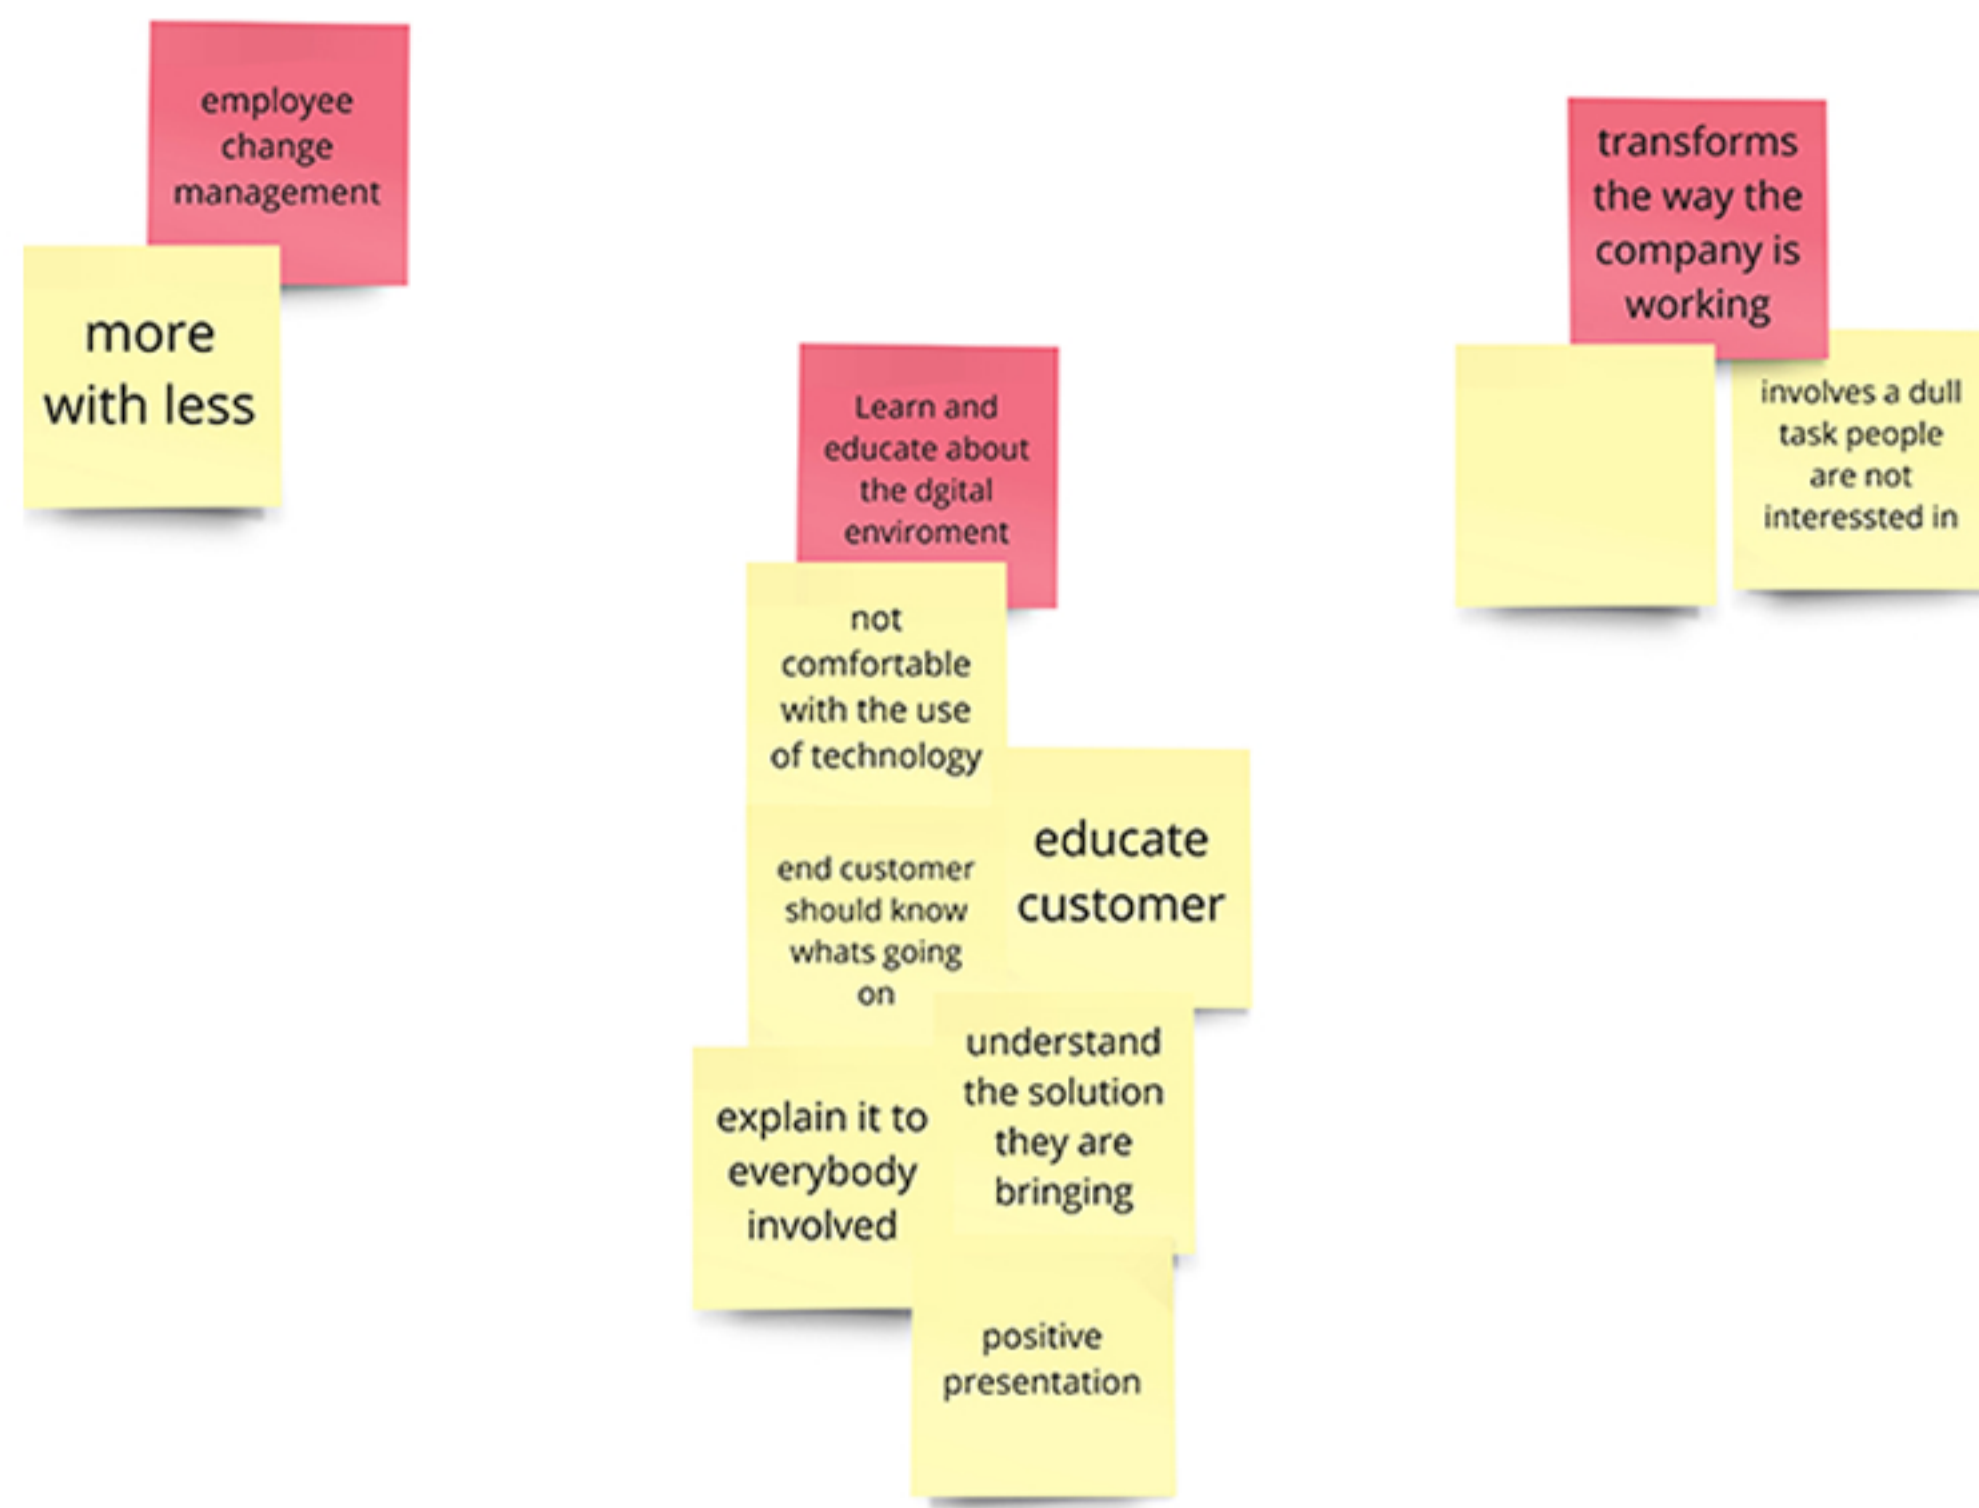 employee
change
management
more
with less
Learn and
educate about
the dgital
enviroment
not
comfortable
with the use
of technology
end customer
should know
whats going
on
educate
customer
explain it to
everybody
involved
understand
the solution
they are
bringing
positive
presentation
transforms
the way the
company is
working
involves a dull
task people
are not
interessted in